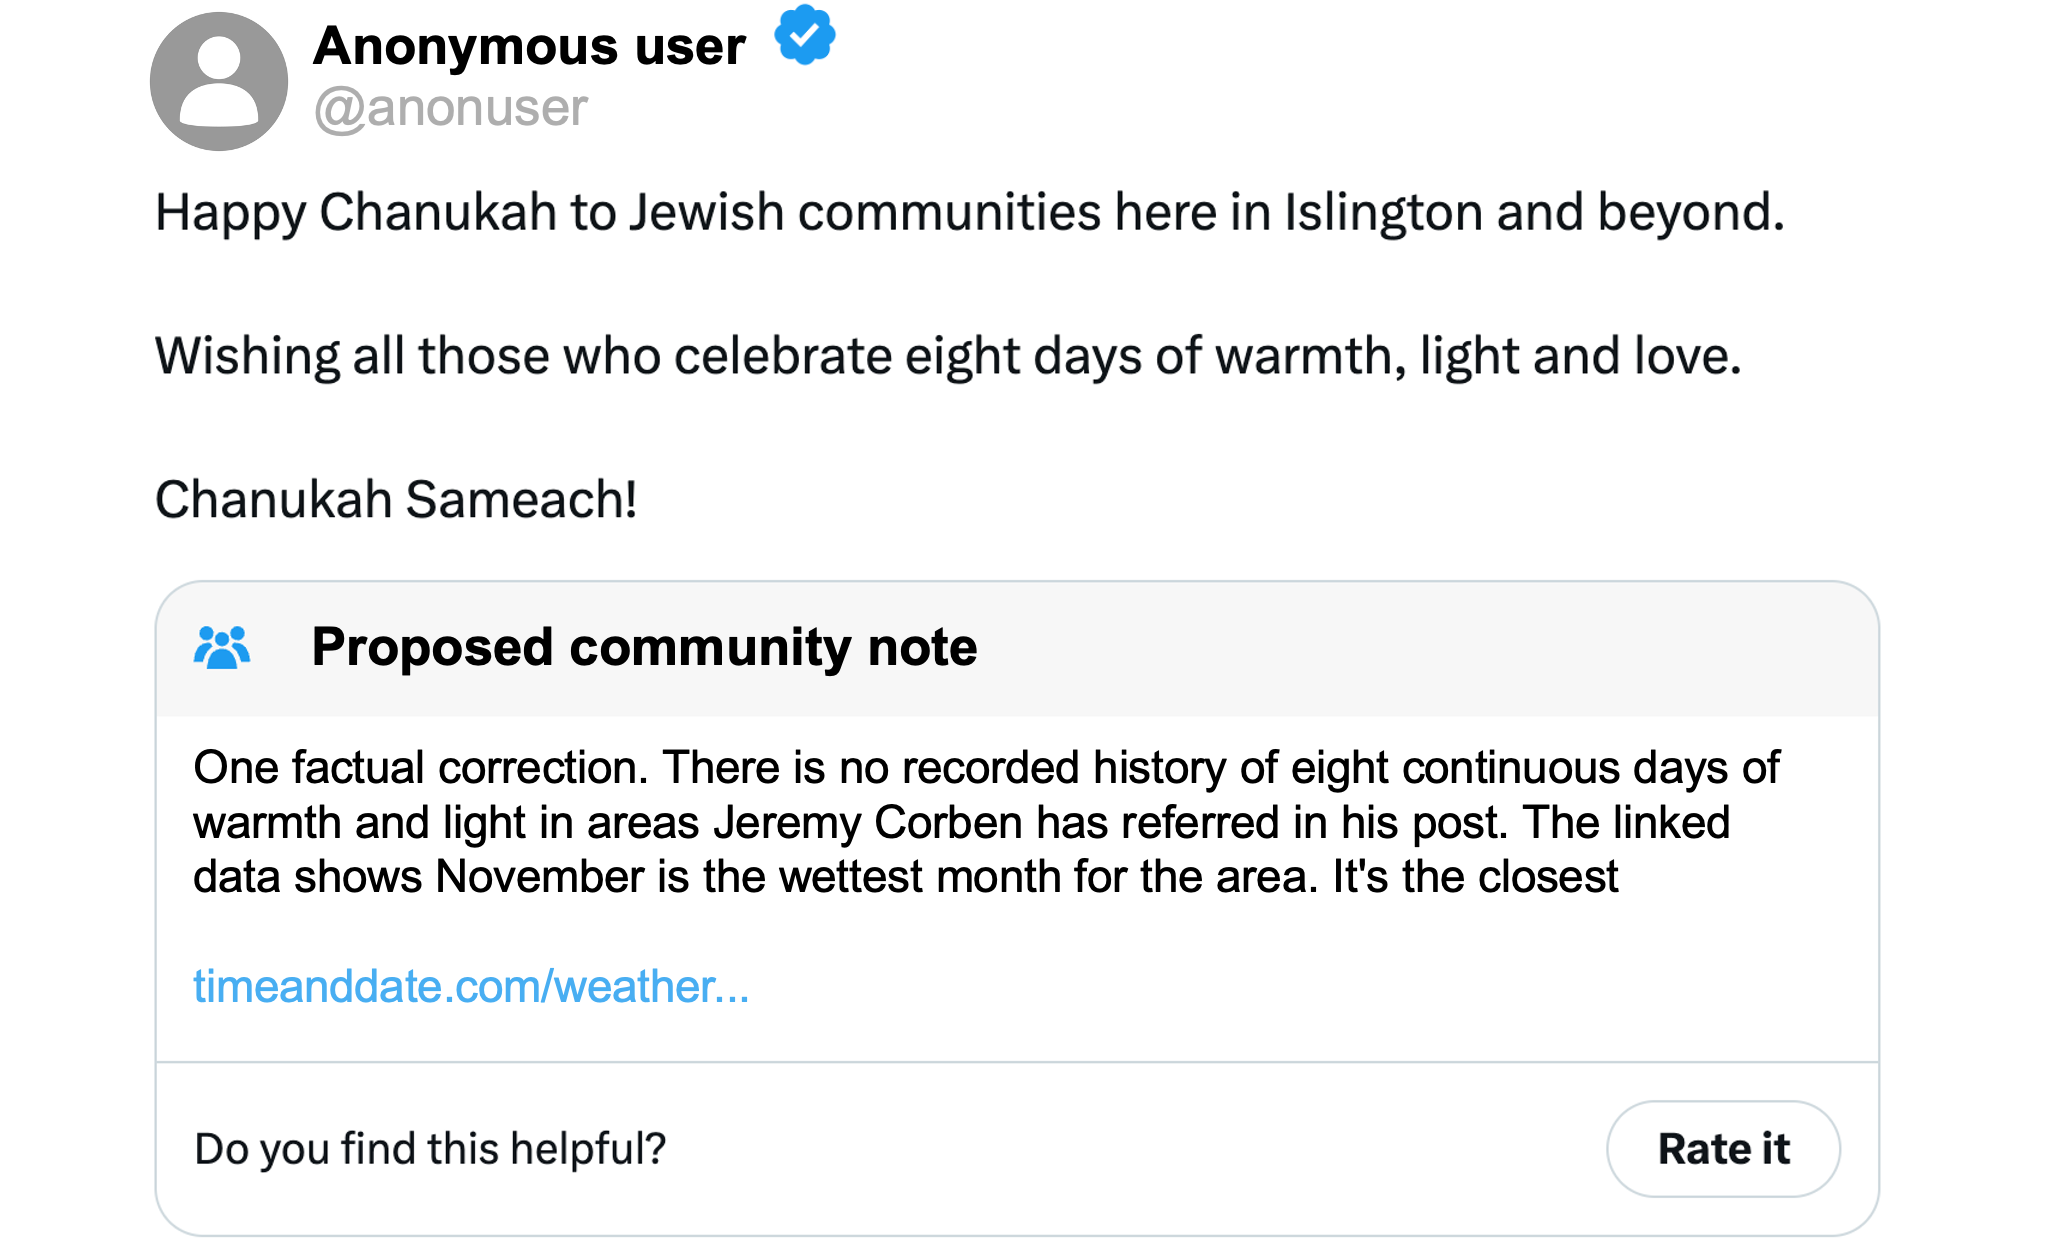 Anonymous user
@anonuser
Happy Chanukah to Jewish communities here in Islington and beyond.
Wishing all those who celebrate eight days of warmth, light and love.
Chanukah Sameach!
Proposed community note
One factual correction. There is no recorded history of eight continuous days of
warmth and light in areas Jeremy Corben has referred in his post. The linked
data shows November is the wettest month for the area. It's the closest
timeanddate.com/weather...
Do you find this helpful?
Rate it